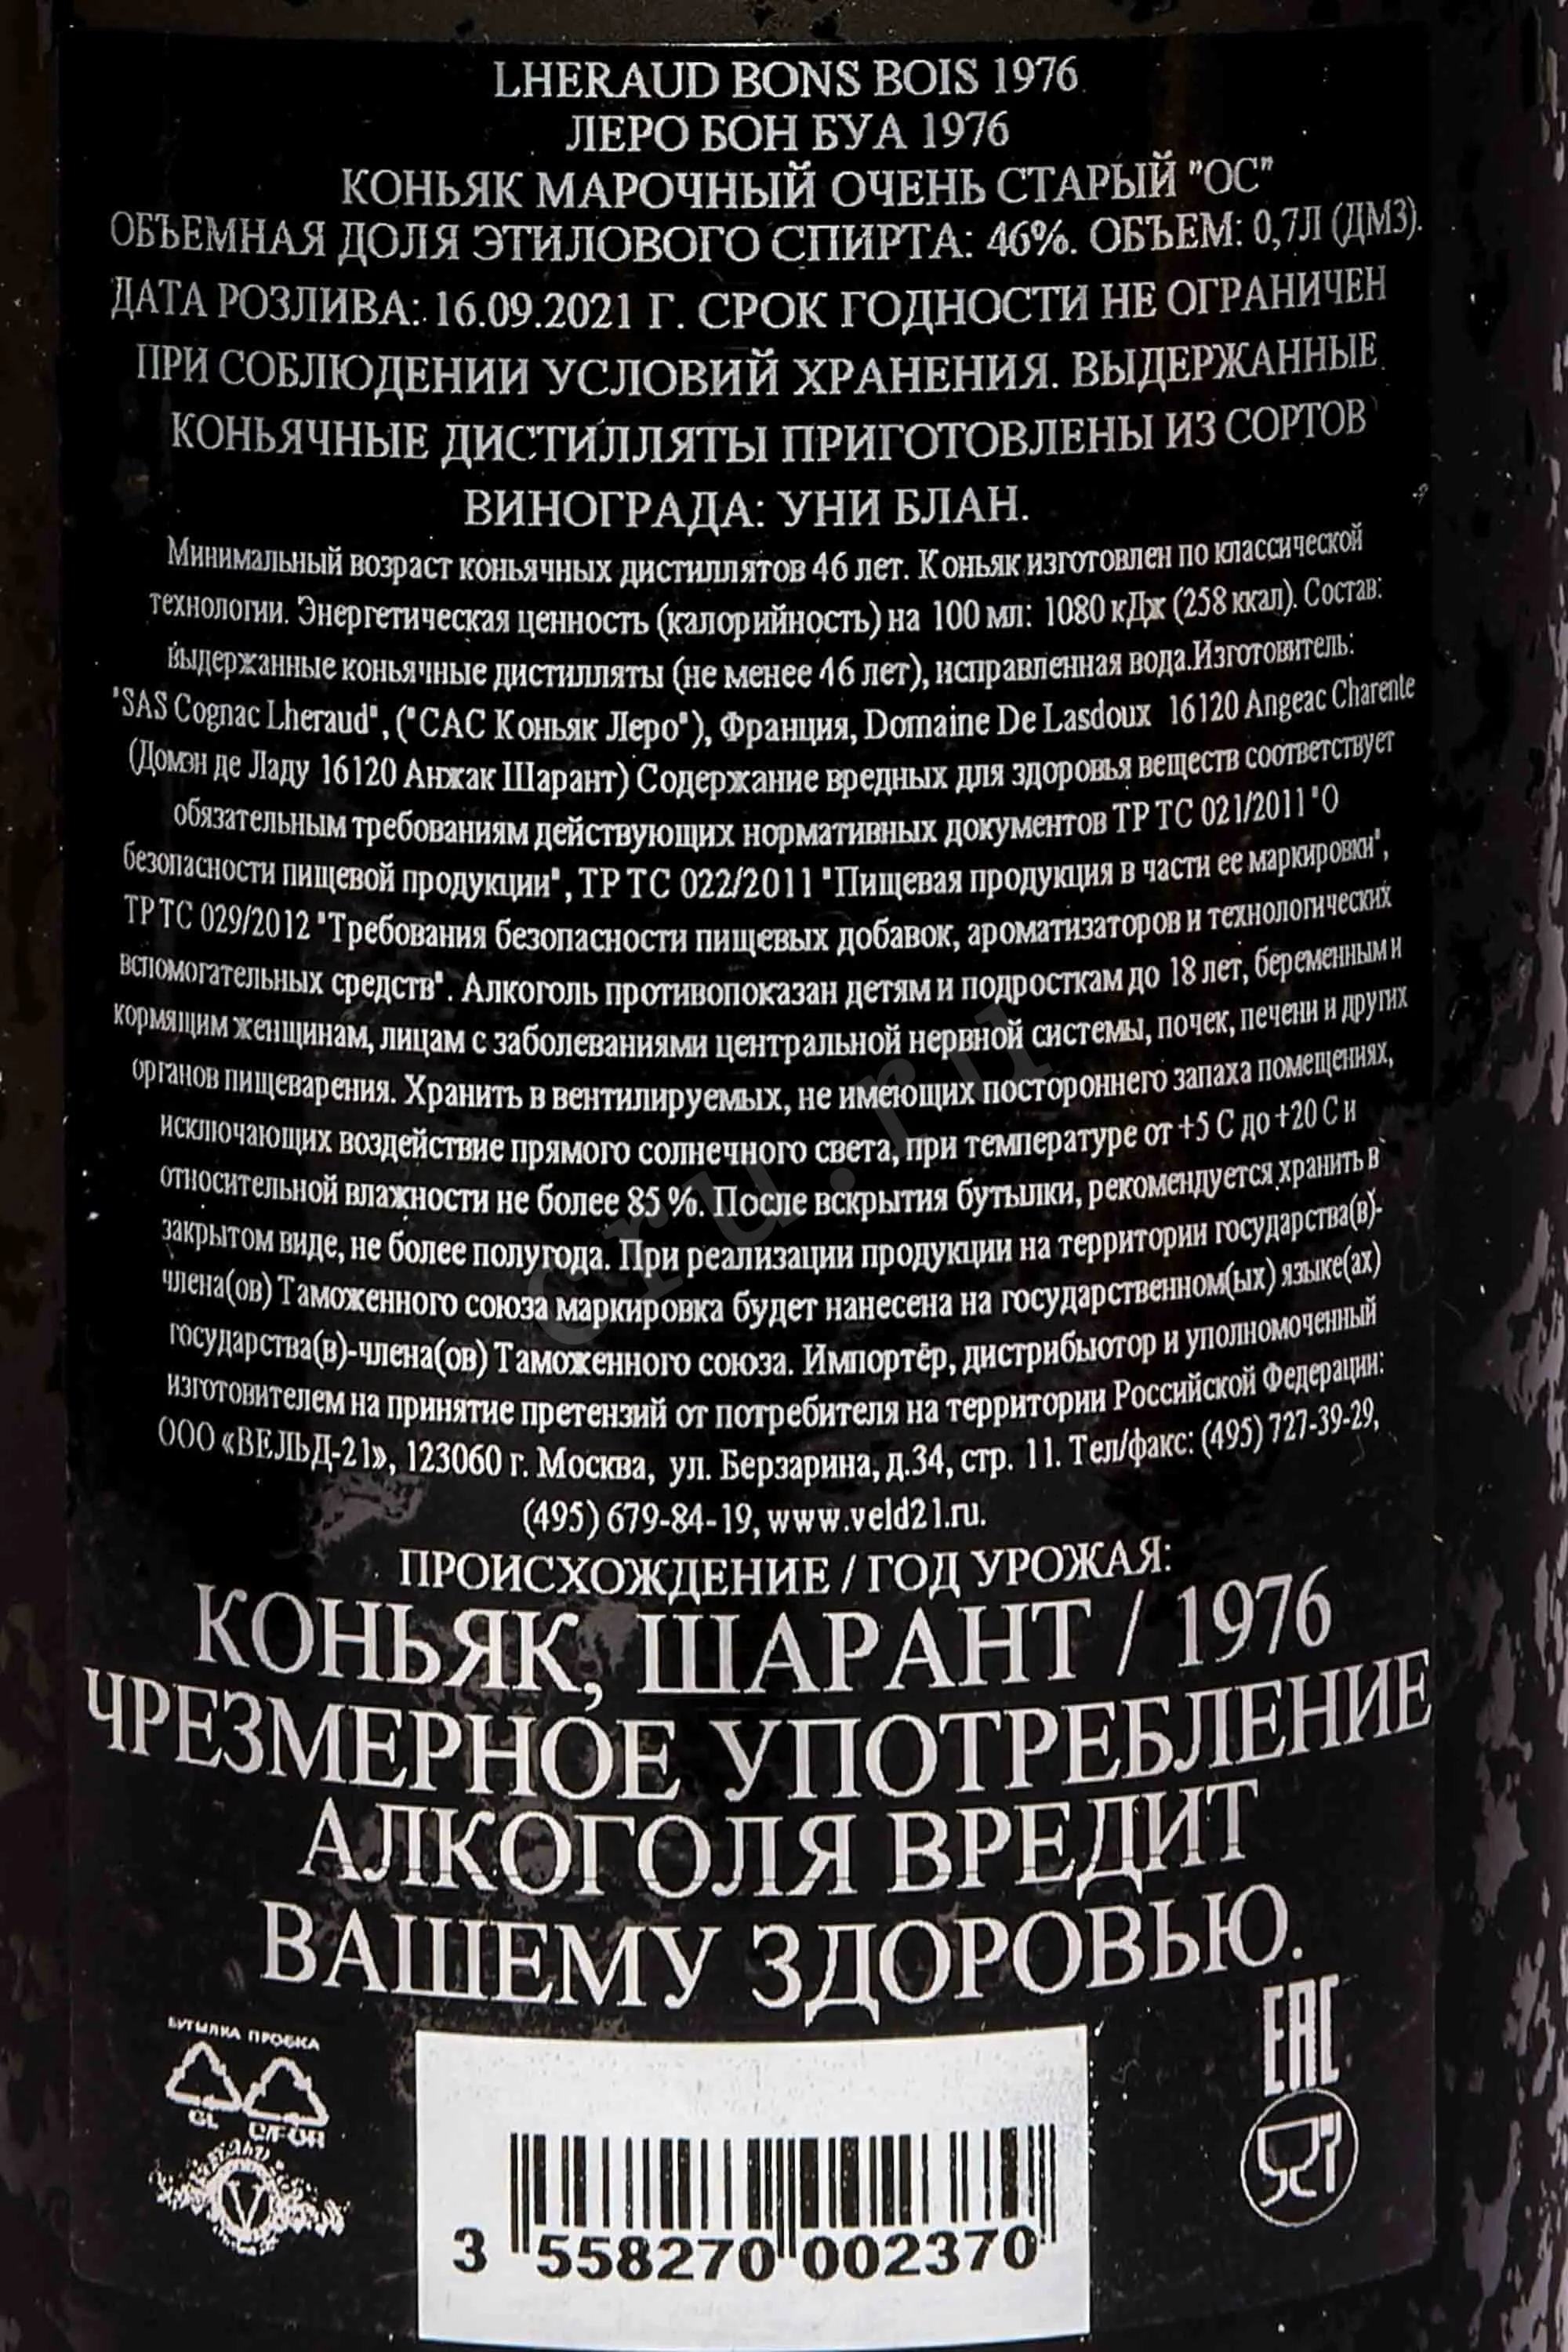 LHERAUD BONS BOIS 1976
ЛЕРО БОН БУА 1976
КОНЬЯК МАРОЧНЫЙ ОЧЕНЬ СТАРЫЙ "ОС"
ОБЪЕМНАЯ ДОЛЯ ЭТИЛОВОГО СПИРТА: 46%. ОБЪЕМ: 0,7Л (ДМ3).
ДАТА РОЗЛИВА: 16.09.2021 Г. СРОК ГОДНОСТИ НЕ ОГРАНИЧЕН
ПРИ СОБЛЮДЕНИИ УСЛОВИЙ ХРАНЕНИЯ. ВЫДЕРЖАННЫЕ
КОНЬЯЧНЫЕ ДИСТИЛЛЯТЫ ПРИГОТОВЛЕНЫ ИЗ СОРТОВ
ВИНОГРАДА: УНИ БЛАН.
Минимальный возраст коньячных дистиллятов 46 лет. Коньяк изготовлен по классической
технологии. Энергетическая ценность (калорийность) на 100 мл: 1080 кДж (258 ккал). Состав:
выдержанные коньячные дистилляты (не менее 46 лет), исправленная вода.Изготовитель:
"SAS Cognac Lheraud", ("САС Коньяк Леро"), Франция, Domaine De Lasdoux 16120 Angeac Charente
(Домэн де Ладу 16120 Анжак Шарант) Содержание вредных для здоровья веществ соответствует
обязательным требованиям действующих нормативных документов ТР ТС 021/2011 "О
безопасности пищевой продукции", ТР ТС 022/2011 "Пищевая продукция в части ее маркировки",
ТР ТС 029/2012 "Требования безопасности пищевых добавок, ароматизаторов и технологических
вспомогательных средств". Алкоголь противопоказан детям и подросткам до 18 лет, беременным и
кормящим женщинам, лицам с заболеваниями центральной нервной системы, почек, печени и других
органов пищеварения. Хранить в вентилируемых, не имеющих постороннего запаха помещениях,
исключающих воздействие прямого солнечного света, при температуре от +5 С до +20 С и
относительной влажности не более 85 %. После вскрытия бутылки, рекомендуется хранить в
закрытом виде, не более полугода. При реализации продукции на территории государства(в)-
члена(ов) Таможенного союза маркировка будет нанесена на государственном(ых) языке(ах)
государства(в)-члена(ов) Таможенного союза. Импортёр, дистрибьютор и уполномоченный
изготовителем на принятие претензий от потребителя на территории Российской Федерации:
ООО «ВЕЛЬД-21», 123060 г. Москва, ул. Берзарина, д.34, стр. 11. Тел/факс: (495) 727-39-29,
(495) 679-84-19, www.veld21.ru.
ПРОИСХОЖДЕНИЕ / ГОД УРОЖАЯ:
КОНЬЯК, ШАРАНТ / 1976
ЧРЕЗМЕРНОЕ УПОТРЕБЛЕНИЕ
АЛКОГОЛЯ ВРЕДИТ
ВАШЕМУ ЗДОРОВЬЮ.
БУТЫЛКА ПРОБКА
GL C/FOR
V
EAC
3 558270 002370
cru.ru